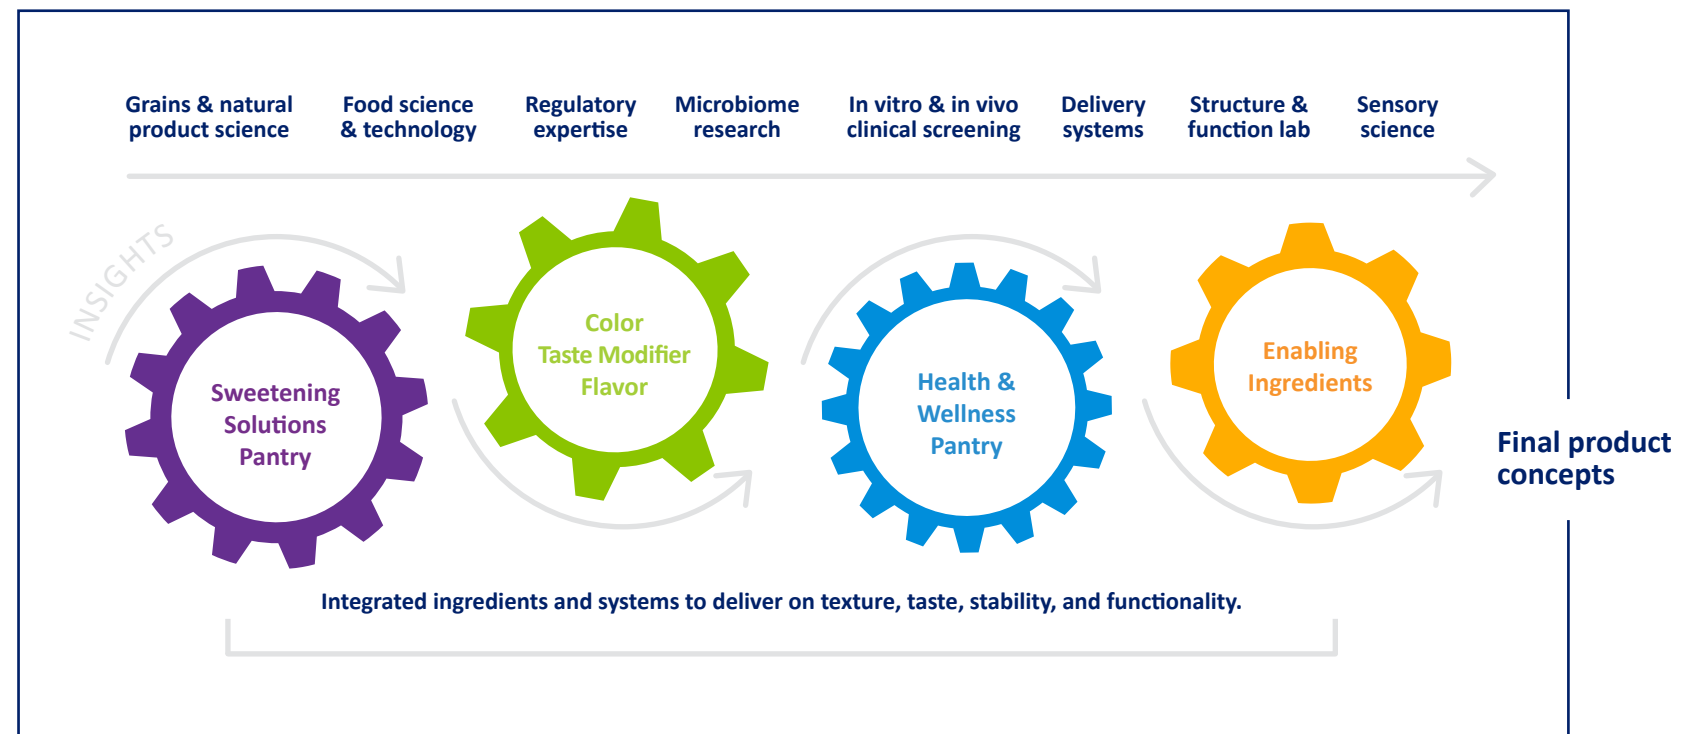 Grains & natural
product science
Food science
& technology
Regulatory
expertise
Microbiome
research
In vitro & in vivo
clinical screening
Delivery
systems
Structure &
function lab
Sensory
science
INSIGHTS
Sweetening
Solutions
Pantry
Color
Taste Modifier
Flavor
Health &
Wellness
Pantry
Enabling
Ingredients
Final product
concepts
Integrated ingredients and systems to deliver on texture, taste, stability, and functionality.